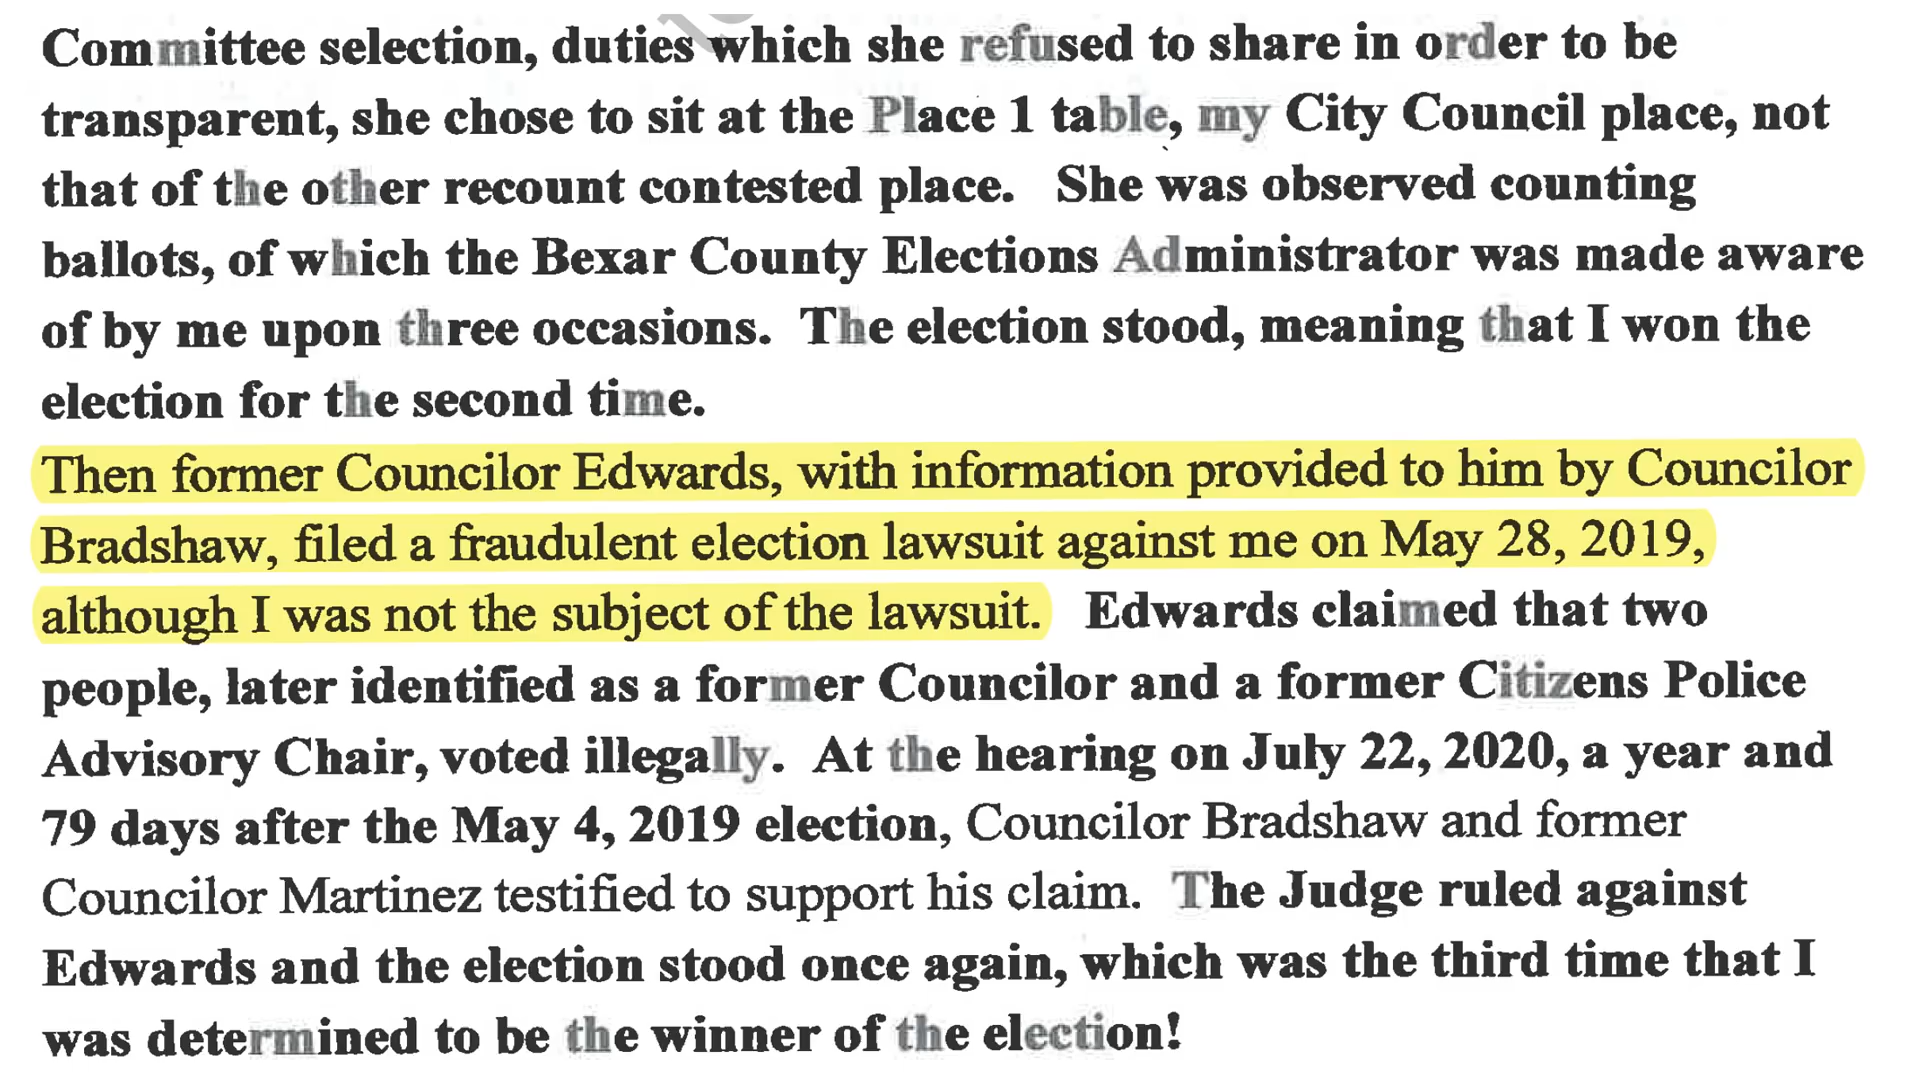 Committee selection, duties which she refused to share in order to be
transparent, she chose to sit at the Place 1 table, my City Council place, not
that of the other recount contested place. She was observed counting
ballots, of which the Bexar County Elections Administrator was made aware
of by me upon three occasions. The election stood, meaning that I won the
election for the second time.
Then former Councilor Edwards, with information provided to him by Councilor
Bradshaw, filed a fraudulent election lawsuit against me on May 28, 2019,
although I was not the subject of the lawsuit. Edwards claimed that two
people, later identified as a former Councilor and a former Citizens Police
Advisory Chair, voted illegally. At the hearing on July 22, 2020, a year and
79 days after the May 4, 2019 election, Councilor Bradshaw and former
Councilor Martinez testified to support his claim. The Judge ruled against
Edwards and the election stood once again, which was the third time that I
was determined to be the winner of the election!